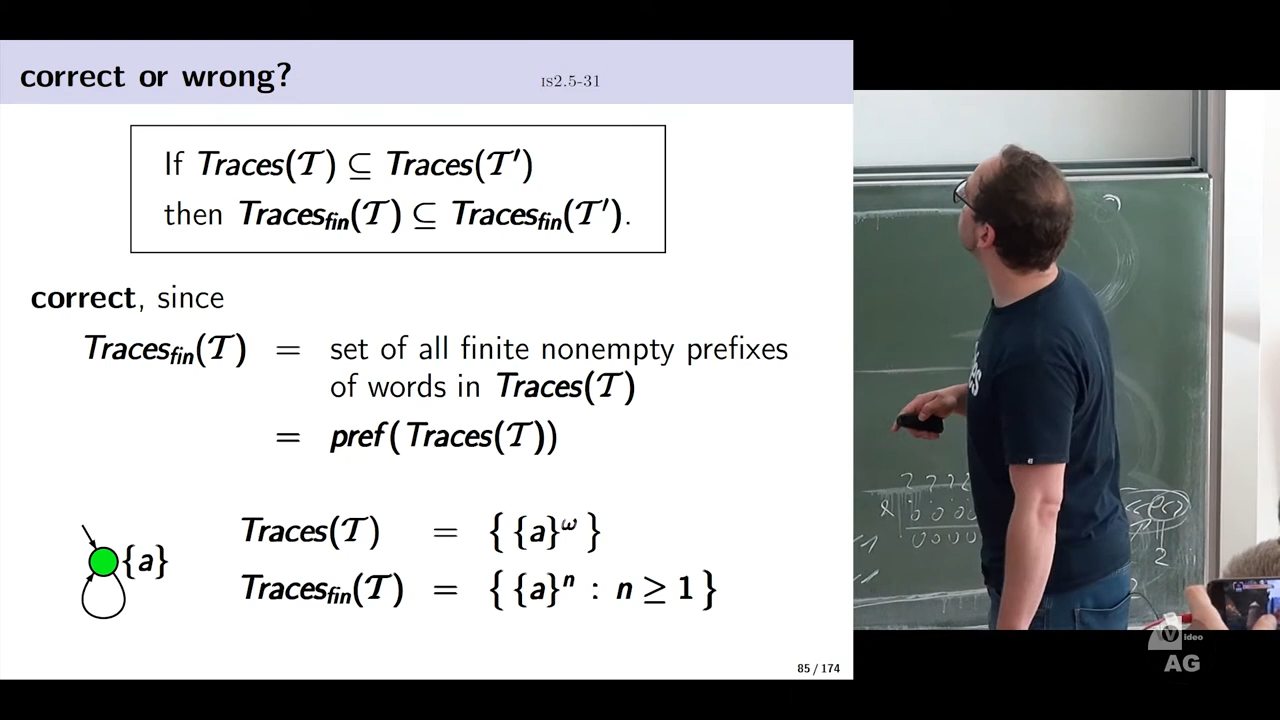 correct or wrong?
IS2.5-31
If Traces(T) ⊆ Traces(T′)
then Traces_fin(T) ⊆ Traces_fin(T′).
correct, since
Traces_fin(T) = set of all finite nonempty prefixes
of words in Traces(T)
= pref(Traces(T))
{a}
Traces(T) = { {a}^ω }
Traces_fin(T) = { {a}^n : n ≥ 1 }
85 / 174
Video
AG